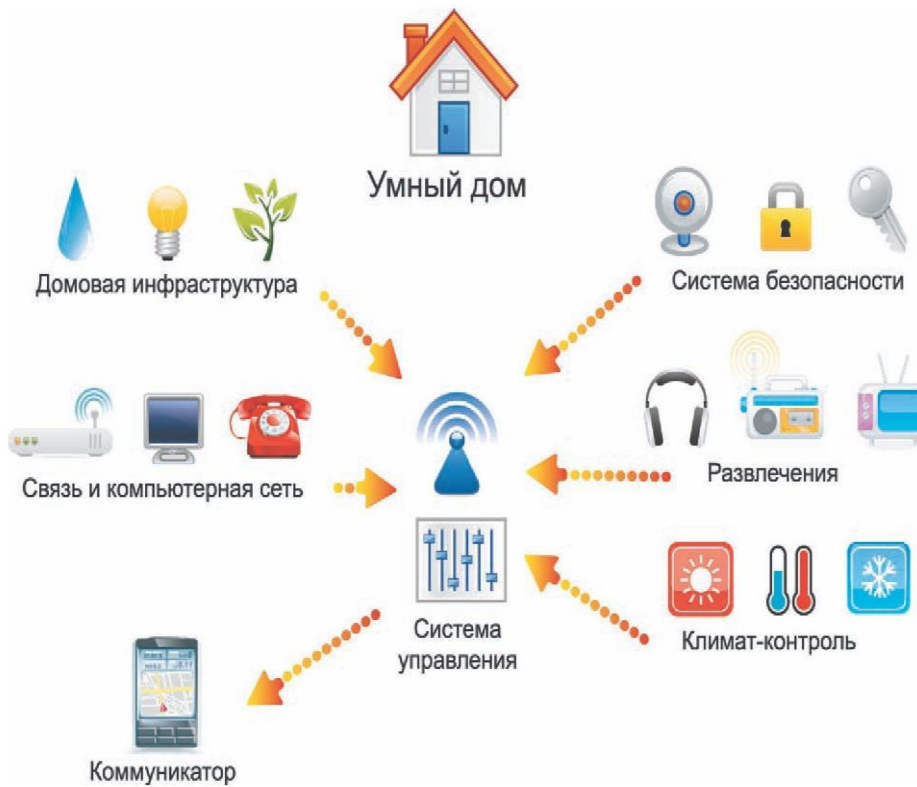 Умный дом
Домовая инфраструктура
Система безопасности
Связь и компьютерная сеть
Развлечения
Система
управления
Климат-контроль
Коммуникатор